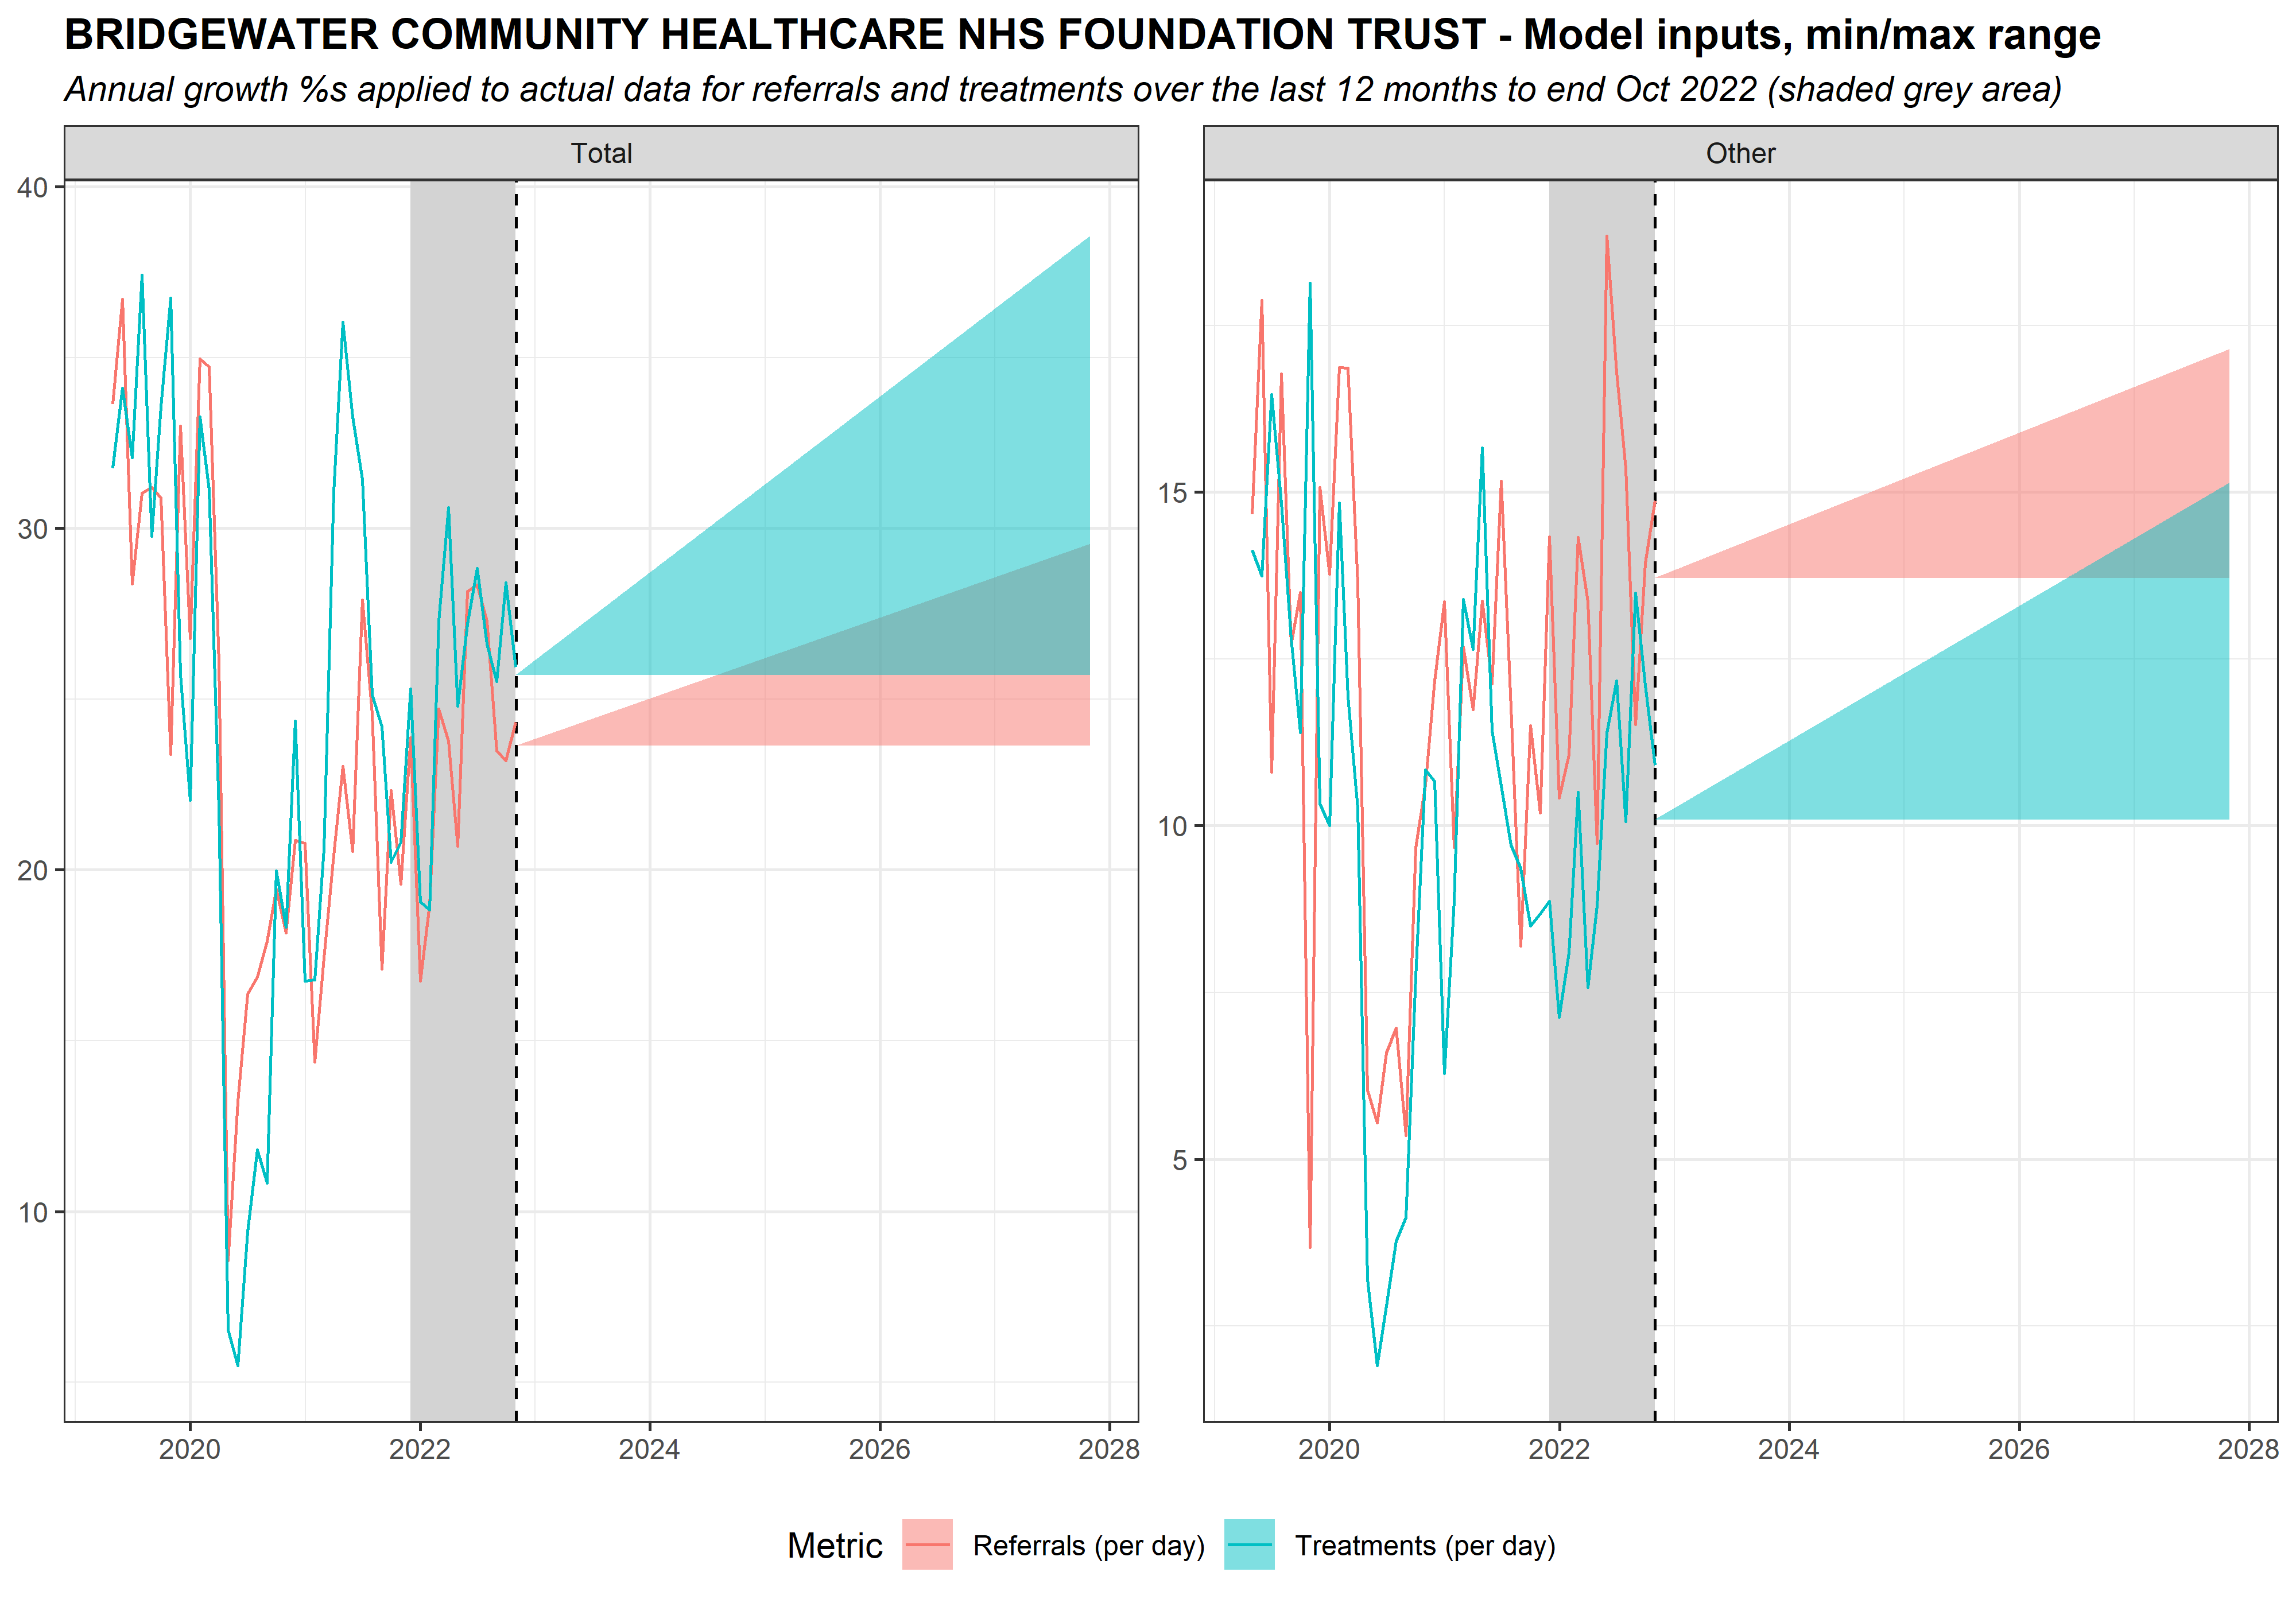 BRIDGEWATER COMMUNITY HEALTHCARE NHS FOUNDATION TRUST - Model inputs, min/max range
Annual growth %s applied to actual data for referrals and treatments over the last 12 months to end Oct 2022 (shaded grey area)
Total
40
30
20
10
2020 2022 2024 2026 2028
Other
15
10
5
2020 2022 2024 2026 2028
Metric Referrals (per day) Treatments (per day)